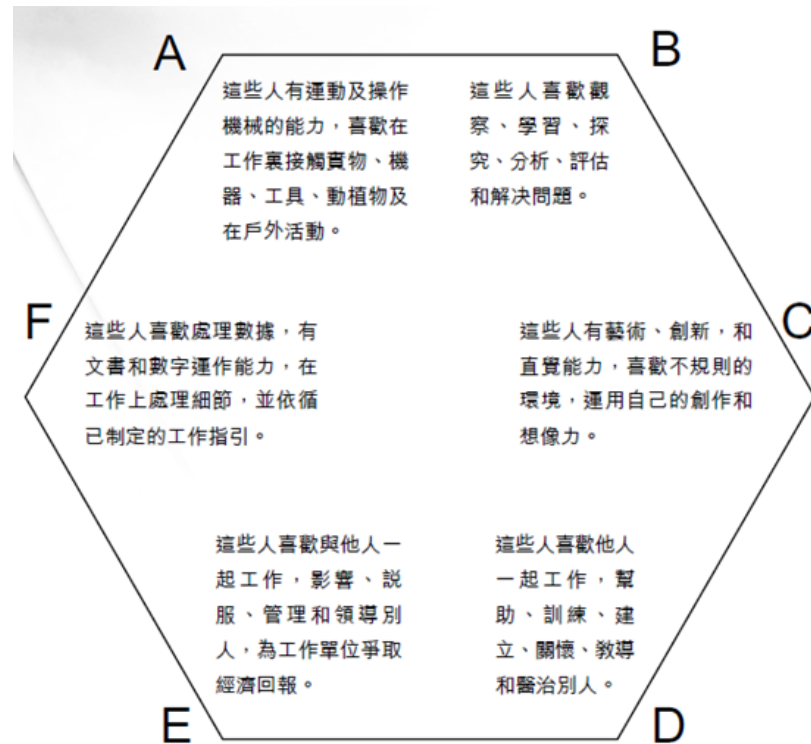 A
B
這些人有運動及操作
機械的能力，喜歡在
工作裏接觸實物、機
器、工具、動植物及
在戶外活動。
這些人喜歡觀
察、學習、探
究、分析、評估
和解決問題。
F
C
這些人喜歡處理數據，有
文書和數字運作能力，在
工作上處理細節，並依循
已制定的工作指引。
這些人有藝術、創新，和
直覺能力，喜歡不規則的
環境，運用自己的創作和
想像力。
這些人喜歡與他人一
起工作，影響、説
服、管理和領導別
人，為工作單位爭取
經濟回報。
這些人喜歡他人
一起工作，幫
助、訓練、建
立、關懷、教導
和醫治別人。
E
D